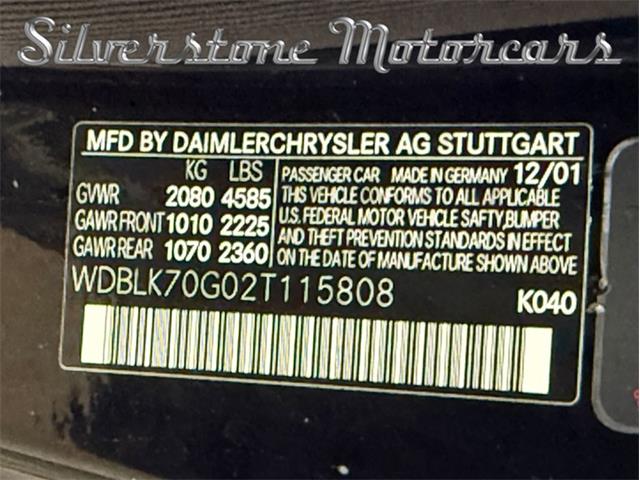 Silverstone Motorcars
MFD BY DAIMLERCHRYSLER AG STUTTGART
KG LBS PASSENGER CAR MADE IN GERMANY 12/01
GVWR 2080 4585 THIS VEHICLE CONFORMS TO ALL APPLICABLE
GAWR FRONT 1010 2225 U.S. FEDERAL MOTOR VEHICLE SAFTY,BUMPER
GAWR REAR 1070 2360 AND THEFT PREVENTION STANDARDS IN EFFECT
ON THE DATE OF MANUFACTURE SHOWN ABOVE
WDBLK70G02T115808 K040